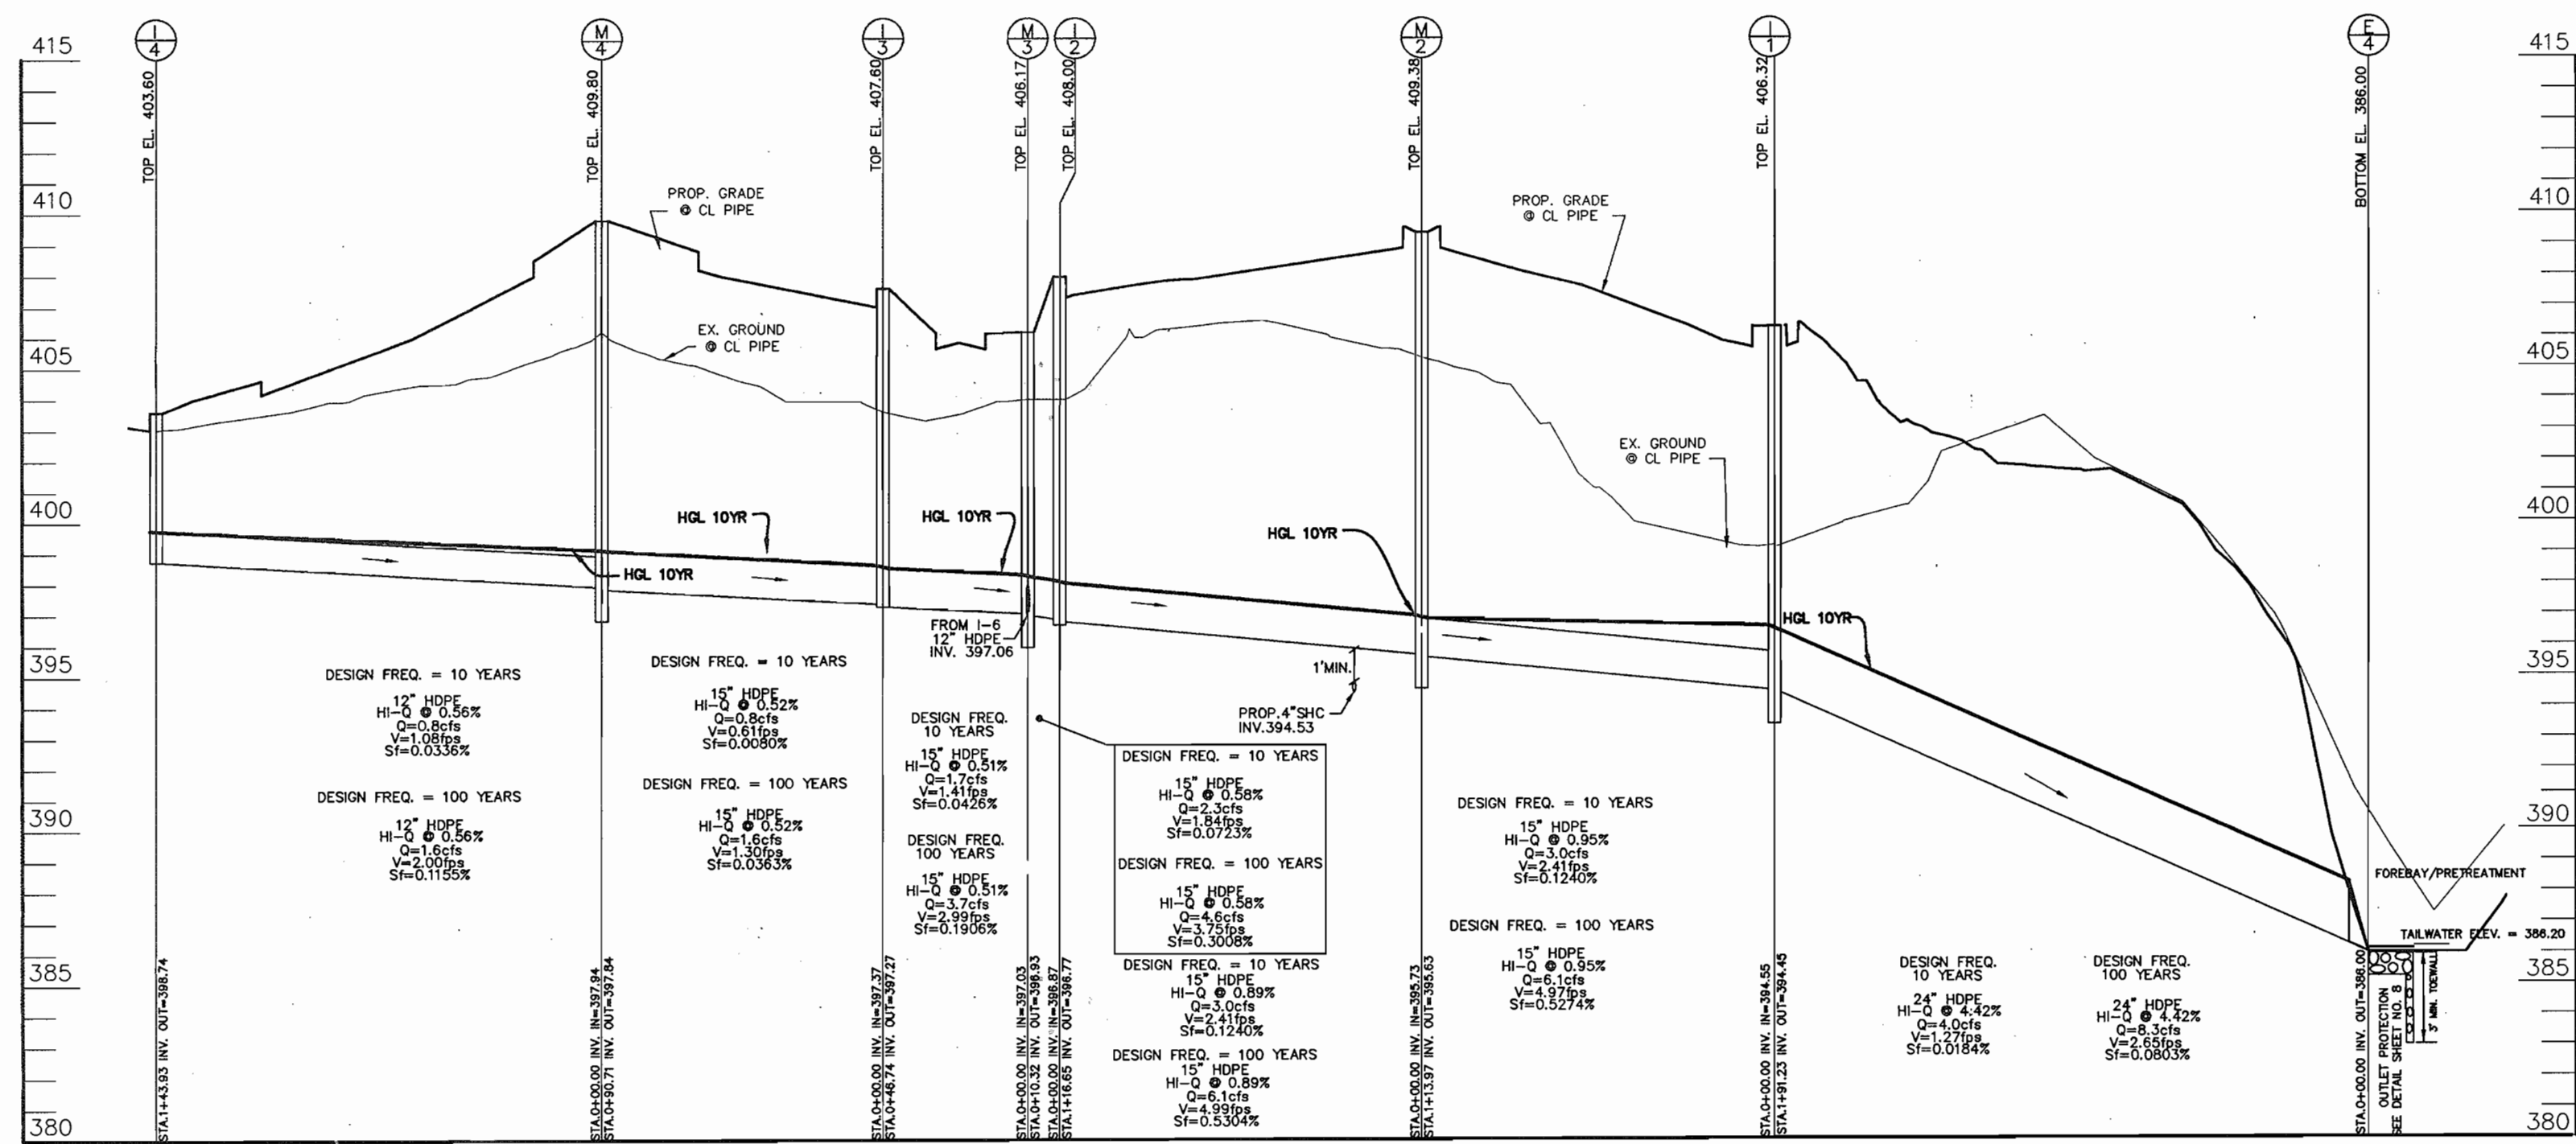 I
4
M
4
I
3
M
3
I
2
M
2
I
1
E
4
415
410
405
400
395
390
385
380
415
410
405
400
395
390
385
380
TOP EL. 403.60
TOP EL. 409.80
TOP EL. 407.60
TOP EL. 406.17
TOP EL. 408.00
TOP EL. 409.38
TOP EL. 406.32
BOTTOM EL. 386.00
PROP. GRADE
@ CL PIPE
EX. GROUND
@ CL PIPE
PROP. GRADE
@ CL PIPE
EX. GROUND
@ CL PIPE
HGL 10YR
HGL 10YR
HGL 10YR
HGL 10YR
HGL 10YR
FROM I-6
12" HDPE
INV. 397.06
1'MIN.
PROP.4"SHC
INV.394.53
DESIGN FREQ. = 10 YEARS
12" HDPE
HI-Q @ 0.56%
Q=0.8cfs
V=1.08fps
Sf=0.0336%
DESIGN FREQ. = 100 YEARS
12" HDPE
HI-Q @ 0.56%
Q=1.6cfs
V=2.00fps
Sf=0.1155%
DESIGN FREQ. = 10 YEARS
15" HDPE
HI-Q @ 0.52%
Q=0.8cfs
V=0.61fps
Sf=0.0080%
DESIGN FREQ. = 100 YEARS
15" HDPE
HI-Q @ 0.52%
Q=1.6cfs
V=1.30fps
Sf=0.0363%
DESIGN FREQ.
10 YEARS
15" HDPE
HI-Q @ 0.51%
Q=1.7cfs
V=1.41fps
Sf=0.0426%
DESIGN FREQ.
100 YEARS
15" HDPE
HI-Q @ 0.51%
Q=3.7cfs
V=2.99fps
Sf=0.1906%
DESIGN FREQ. = 10 YEARS
15" HDPE
HI-Q @ 0.58%
Q=2.3cfs
V=1.84fps
Sf=0.0723%
DESIGN FREQ. = 100 YEARS
15" HDPE
HI-Q @ 0.58%
Q=4.6cfs
V=3.75fps
Sf=0.3008%
DESIGN FREQ. = 10 YEARS
15" HDPE
HI-Q @ 0.89%
Q=3.0cfs
V=2.41fps
Sf=0.1240%
DESIGN FREQ. = 100 YEARS
15" HDPE
HI-Q @ 0.89%
Q=6.1cfs
V=4.99fps
Sf=0.5304%
DESIGN FREQ. = 10 YEARS
15" HDPE
HI-Q @ 0.95%
Q=3.0cfs
V=2.41fps
Sf=0.1240%
DESIGN FREQ. = 100 YEARS
15" HDPE
HI-Q @ 0.95%
Q=6.1cfs
V=4.97fps
Sf=0.5274%
DESIGN FREQ.
10 YEARS
24" HDPE
HI-Q @ 4.42%
Q=4.0cfs
V=1.27fps
Sf=0.0184%
DESIGN FREQ.
100 YEARS
24" HDPE
HI-Q @ 4.42%
Q=8.3cfs
V=2.65fps
Sf=0.0803%
FOREBAY/PRETREATMENT
TAILWATER ELEV. = 386.20
3' MIN. TOEWALL
OUTLET PROTECTION
SEE DETAIL SHEET NO. 8
STA.1+43.93 INV. OUT=398.74
STA.0+00.00 INV. IN=397.94
STA.0+90.71 INV. OUT=397.84
STA.0+00.00 INV. IN=397.37
STA.0+46.74 INV. OUT=397.27
STA.0+00.00 INV. IN=397.03
STA.0+10.32 INV. OUT=396.93
STA.0+00.00 INV. IN=396.87
STA.1+16.65 INV. OUT=396.77
STA.0+00.00 INV. IN=395.73
STA.1+13.97 INV. OUT=395.63
STA.0+00.00 INV. IN=394.55
STA.1+91.23 INV. OUT=394.45
STA.0+00.00 INV. OUT=386.00